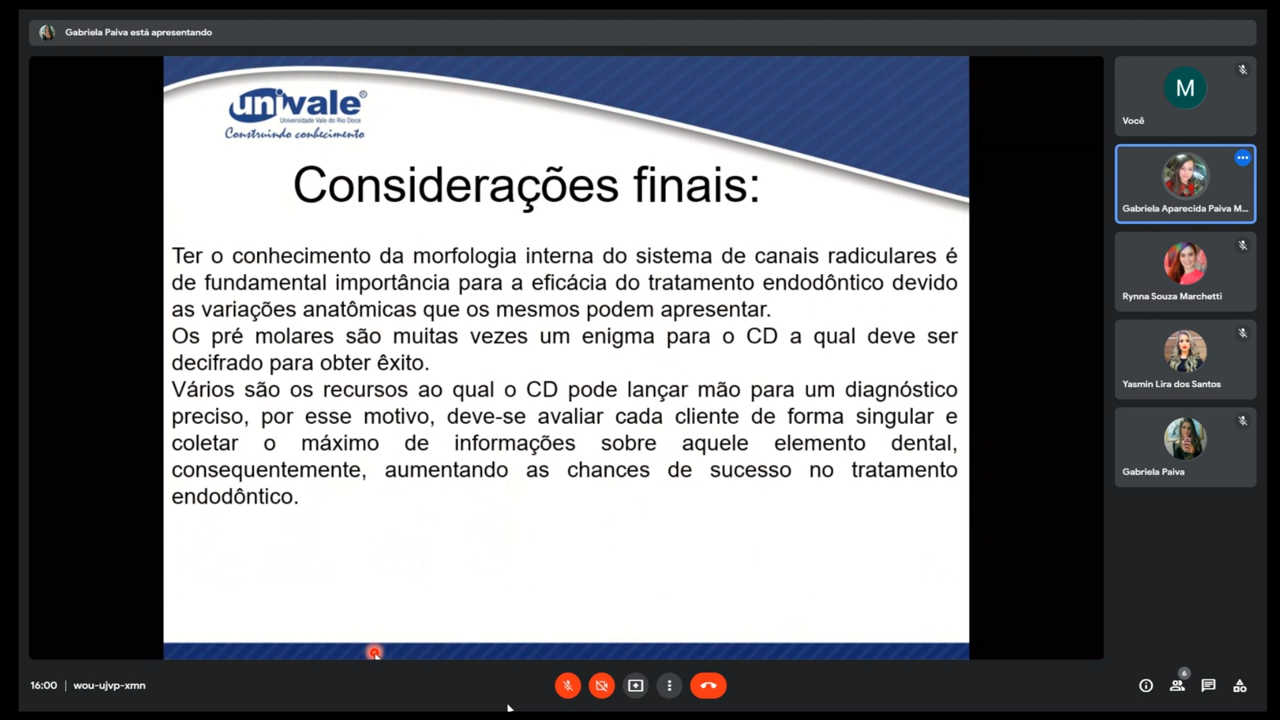 Gabriela Paiva está apresentando
univale®
Universidade Vale do Rio Doce
Construindo conhecimento
Considerações finais:
Ter o conhecimento da morfologia interna do sistema de canais radiculares é
de fundamental importância para a eficácia do tratamento endodôntico devido
as variações anatômicas que os mesmos podem apresentar.
Os pré molares são muitas vezes um enigma para o CD a qual deve ser
decifrado para obter êxito.
Vários são os recursos ao qual o CD pode lançar mão para um diagnóstico
preciso, por esse motivo, deve-se avaliar cada cliente de forma singular e
coletar o máximo de informações sobre aquele elemento dental,
consequentemente, aumentando as chances de sucesso no tratamento
endodôntico.
M
Você
Gabriela Aparecida Paiva M...
Rynna Souza Marchetti
Yasmin Lira dos Santos
Gabriela Paiva
16:00 | wou-ujvp-xmn
6